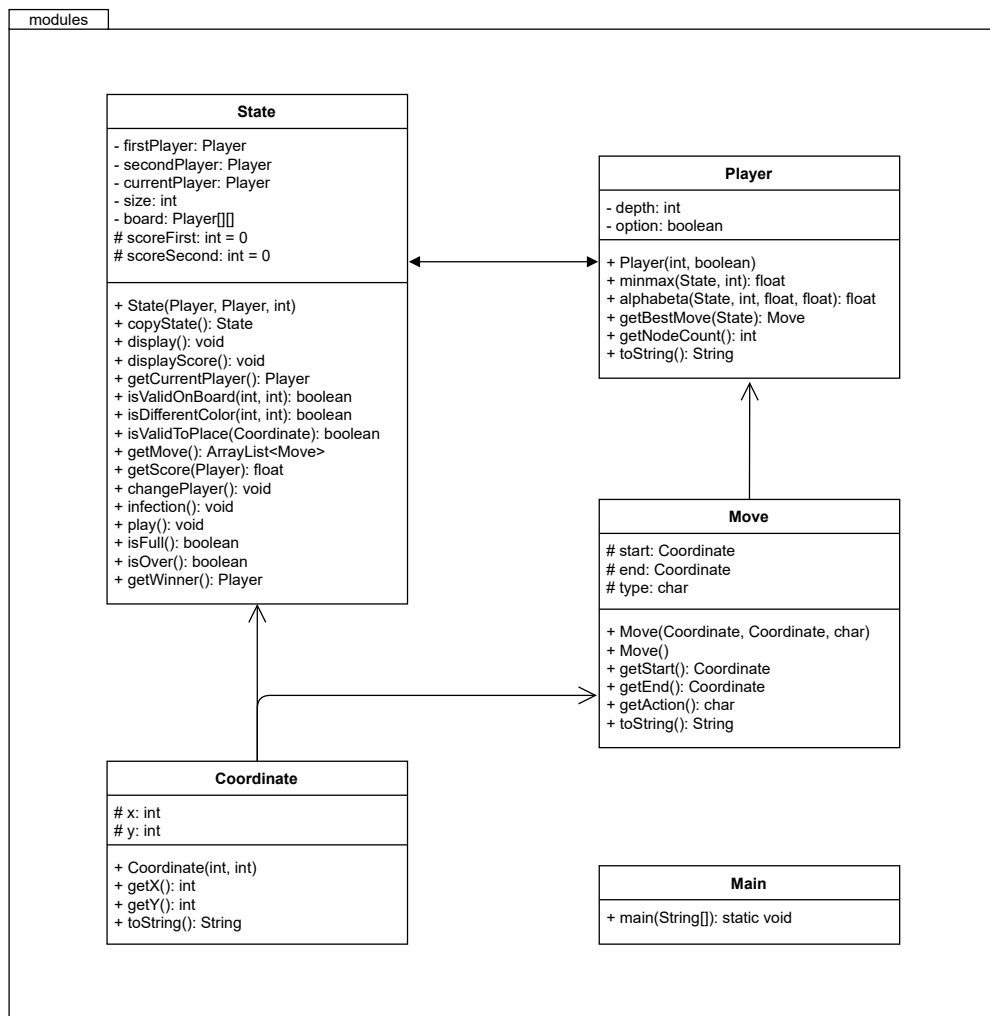 modules
State
- firstPlayer: Player
- secondPlayer: Player
- currentPlayer: Player
- size: int
- board: Player[][]
# scoreFirst: int = 0
# scoreSecond: int = 0
+ State(Player, Player, int)
+ copyState(): State
+ display(): void
+ displayScore(): void
+ getCurrentPlayer(): Player
+ isValidOnBoard(int, int): boolean
+ isDifferentColor(int, int): boolean
+ isValidToPlace(Coordinate): boolean
+ getMove(): ArrayList<Move>
+ getScore(Player): float
+ changePlayer(): void
+ infection(): void
+ play(): void
+ isFull(): boolean
+ isOver(): boolean
+ getWinner(): Player
Player
- depth: int
- option: boolean
+ Player(int, boolean)
+ minmax(State, int): float
+ alphabeta(State, int, float, float): float
+ getBestMove(State): Move
+ getNodeCount(): int
+ toString(): String
Move
# start: Coordinate
# end: Coordinate
# type: char
+ Move(Coordinate, Coordinate, char)
+ Move()
+ getStart(): Coordinate
+ getEnd(): Coordinate
+ getAction(): char
+ toString(): String
Coordinate
# x: int
# y: int
+ Coordinate(int, int)
+ getX(): int
+ getY(): int
+ toString(): String
Main
+ main(String[]): static void